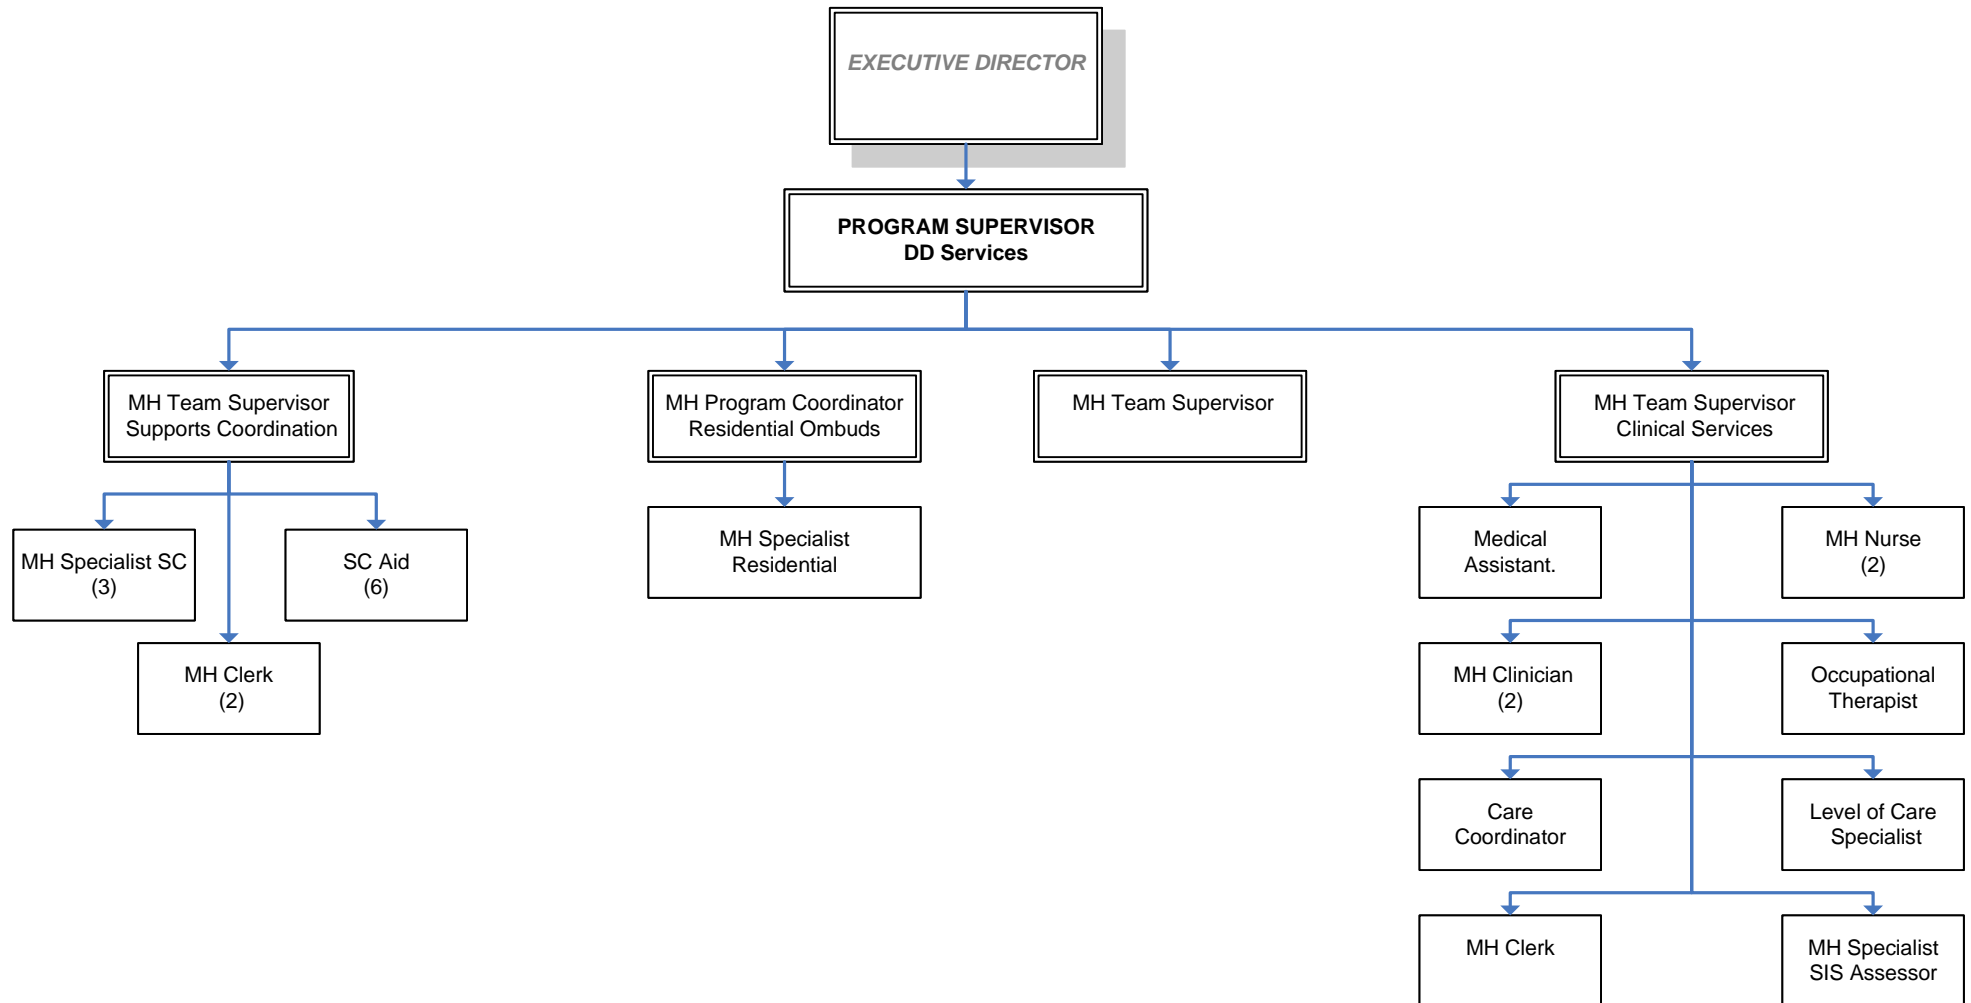 EXECUTIVE DIRECTOR
PROGRAM SUPERVISOR
DD Services
MH Team Supervisor
Supports Coordination
MH Program Coordinator
Residential Ombuds
MH Team Supervisor
MH Team Supervisor
Clinical Services
MH Specialist SC
(3)
SC Aid
(6)
MH Clerk
(2)
MH Specialist
Residential
Medical
Assistant.
MH Nurse
(2)
MH Clinician
(2)
Occupational
Therapist
Care
Coordinator
Level of Care
Specialist
MH Clerk
MH Specialist
SIS Assessor